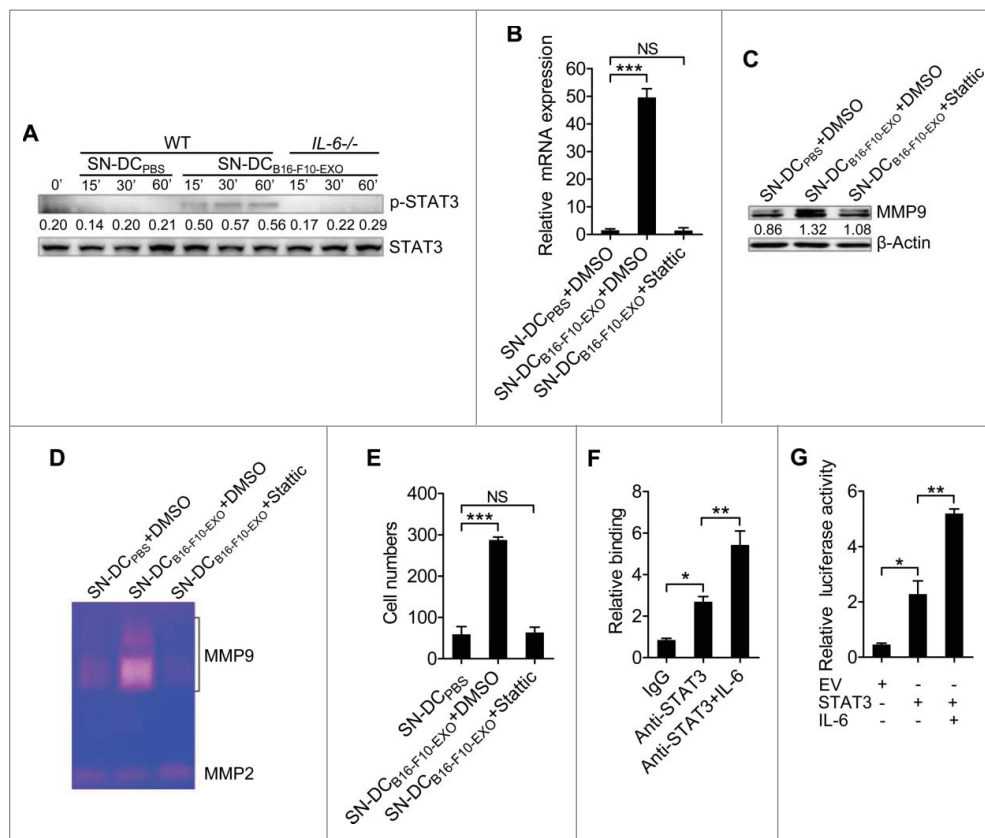 A
WT
IL-6-/-
SN-DCPBS
SN-DCB16-F10-EXO
0' 15' 30' 60' 15' 30' 60' 15' 30' 60'
p-STAT3
0.20 0.14 0.20 0.21 0.50 0.57 0.56 0.17 0.22 0.29
STAT3
B
NS
***
60
50
40
30
20
10
0
Relative mRNA expression
SN-DCPBS+DMSO
SN-DCB16-F10-EXO+DMSO
SN-DCB16-F10-EXO+Stattic
C
SN-DCPBS+DMSO
SN-DCB16-F10-EXO+DMSO
SN-DCB16-F10-EXO+Stattic
MMP9
0.86 1.32 1.08
β-Actin
D
SN-DCPBS+DMSO
SN-DCB16-F10-EXO+DMSO
SN-DCB16-F10-EXO+Stattic
MMP9
MMP2
E
NS
***
400
300
200
100
0
Cell numbers
SN-DCPBS
SN-DCB16-F10-EXO+DMSO
SN-DCB16-F10-EXO+Stattic
F
**
*
8
6
4
2
0
Relative binding
IgG
Anti-STAT3
Anti-STAT3+IL-6
G
**
*
6
4
2
0
Relative luciferase activity
EV + - -
STAT3 - + +
IL-6 - - +